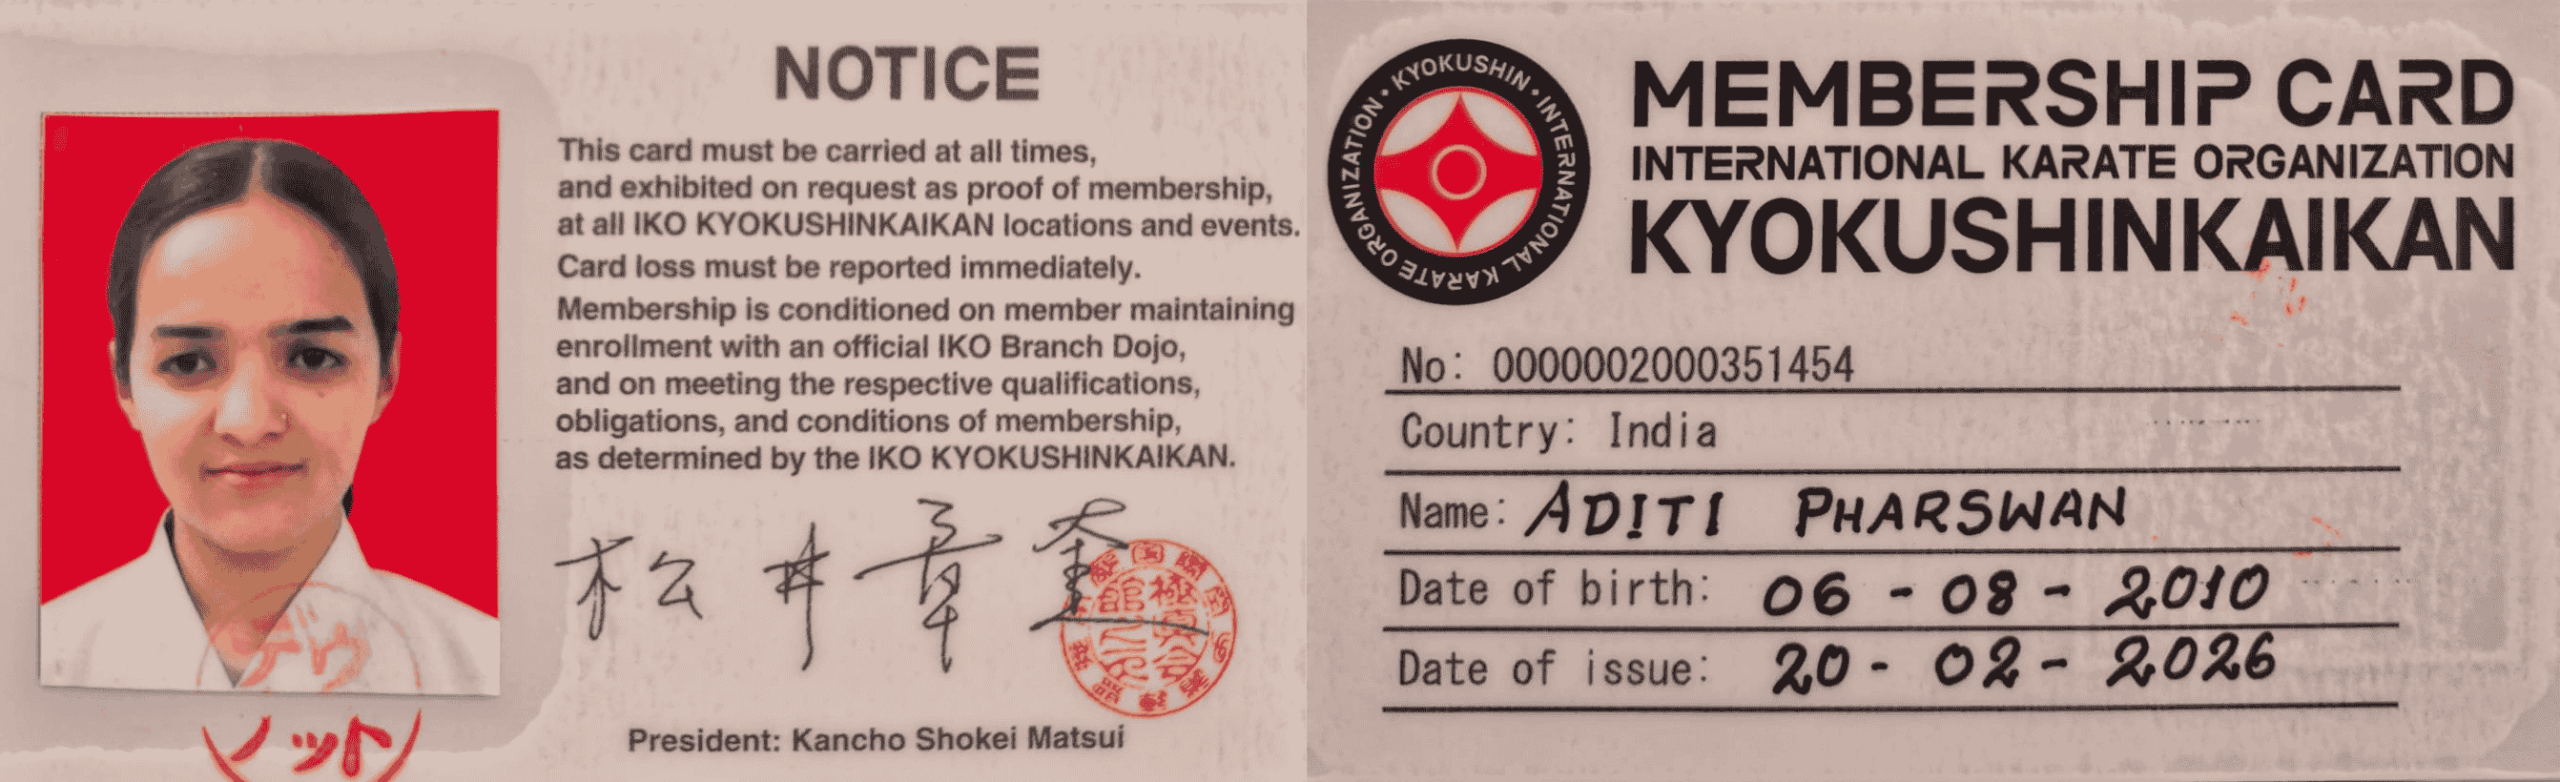 NOTICE
This card must be carried at all times,
and exhibited on request as proof of membership,
at all IKO KYOKUSHINKAIKAN locations and events.
Card loss must be reported immediately.
Membership is conditioned on member maintaining
enrollment with an official IKO Branch Dojo,
and on meeting the respective qualifications,
obligations, and conditions of membership,
as determined by the IKO KYOKUSHINKAIKAN.
松井章奎
President: Kancho Shokei Matsui
デヴ
ノット
KYOKUSHIN • INTERNATIONAL KARATE ORGANIZATION •
MEMBERSHIP CARD
INTERNATIONAL KARATE ORGANIZATION
KYOKUSHINKAIKAN
No: 0000002000351454
Country: India
Name: ADITI PHARSWAN
Date of birth: 06 - 08 - 2010
Date of issue: 20 - 02 - 2026